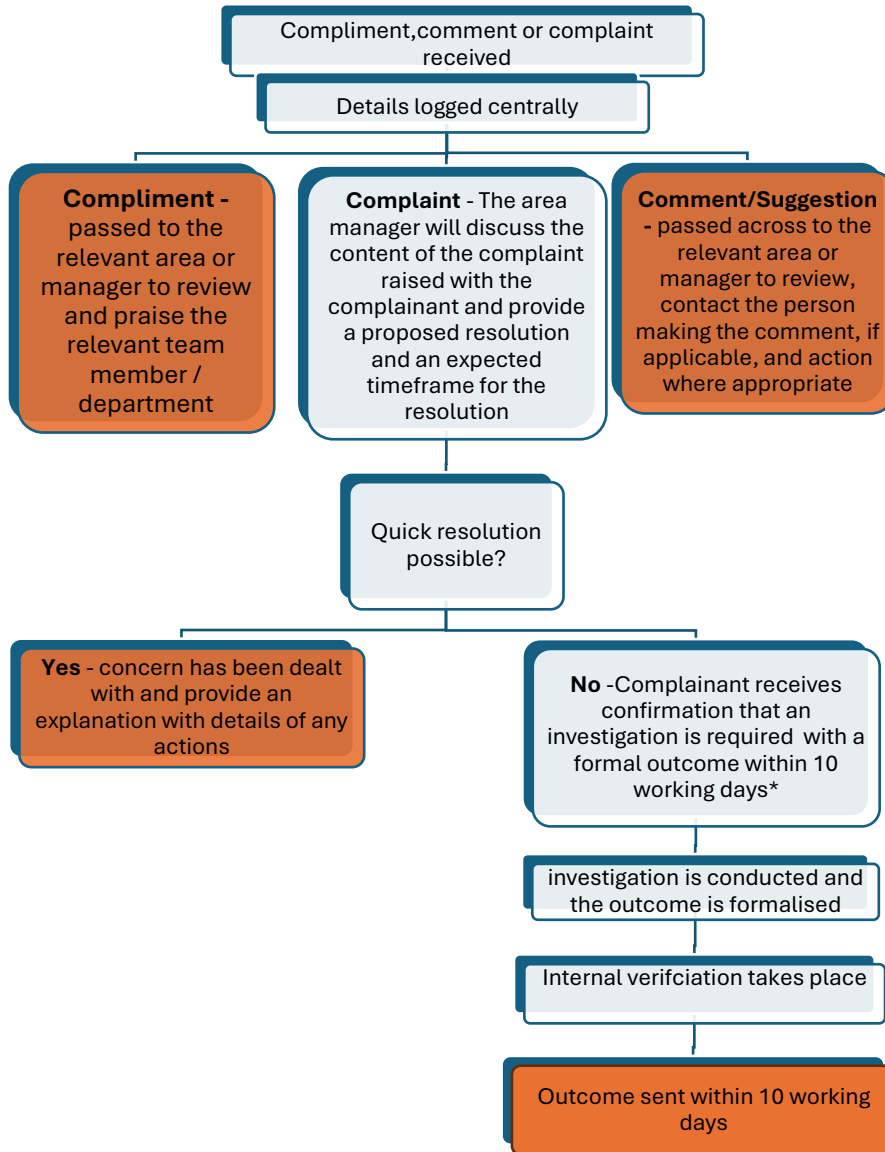 Compliment,comment or complaint
received
Details logged centrally
Compliment -
passed to the
relevant area or
manager to review
and praise the
relevant team
member /
department
Complaint - The area
manager will discuss the
content of the complaint
raised with the
complainant and provide
a proposed resolution
and an expected
timeframe for the
resolution
Comment/Suggestion
- passed across to the
relevant area or
manager to review,
contact the person
making the comment, if
applicable, and action
where appropriate
Quick resolution
possible?
Yes - concern has been dealt
with and provide an
explanation with details of any
actions
No -Complainant receives
confirmation that an
investigation is required with a
formal outcome within 10
working days*
investigation is conducted and
the outcome is formalised
Internal verifciation takes place
Outcome sent within 10 working
days